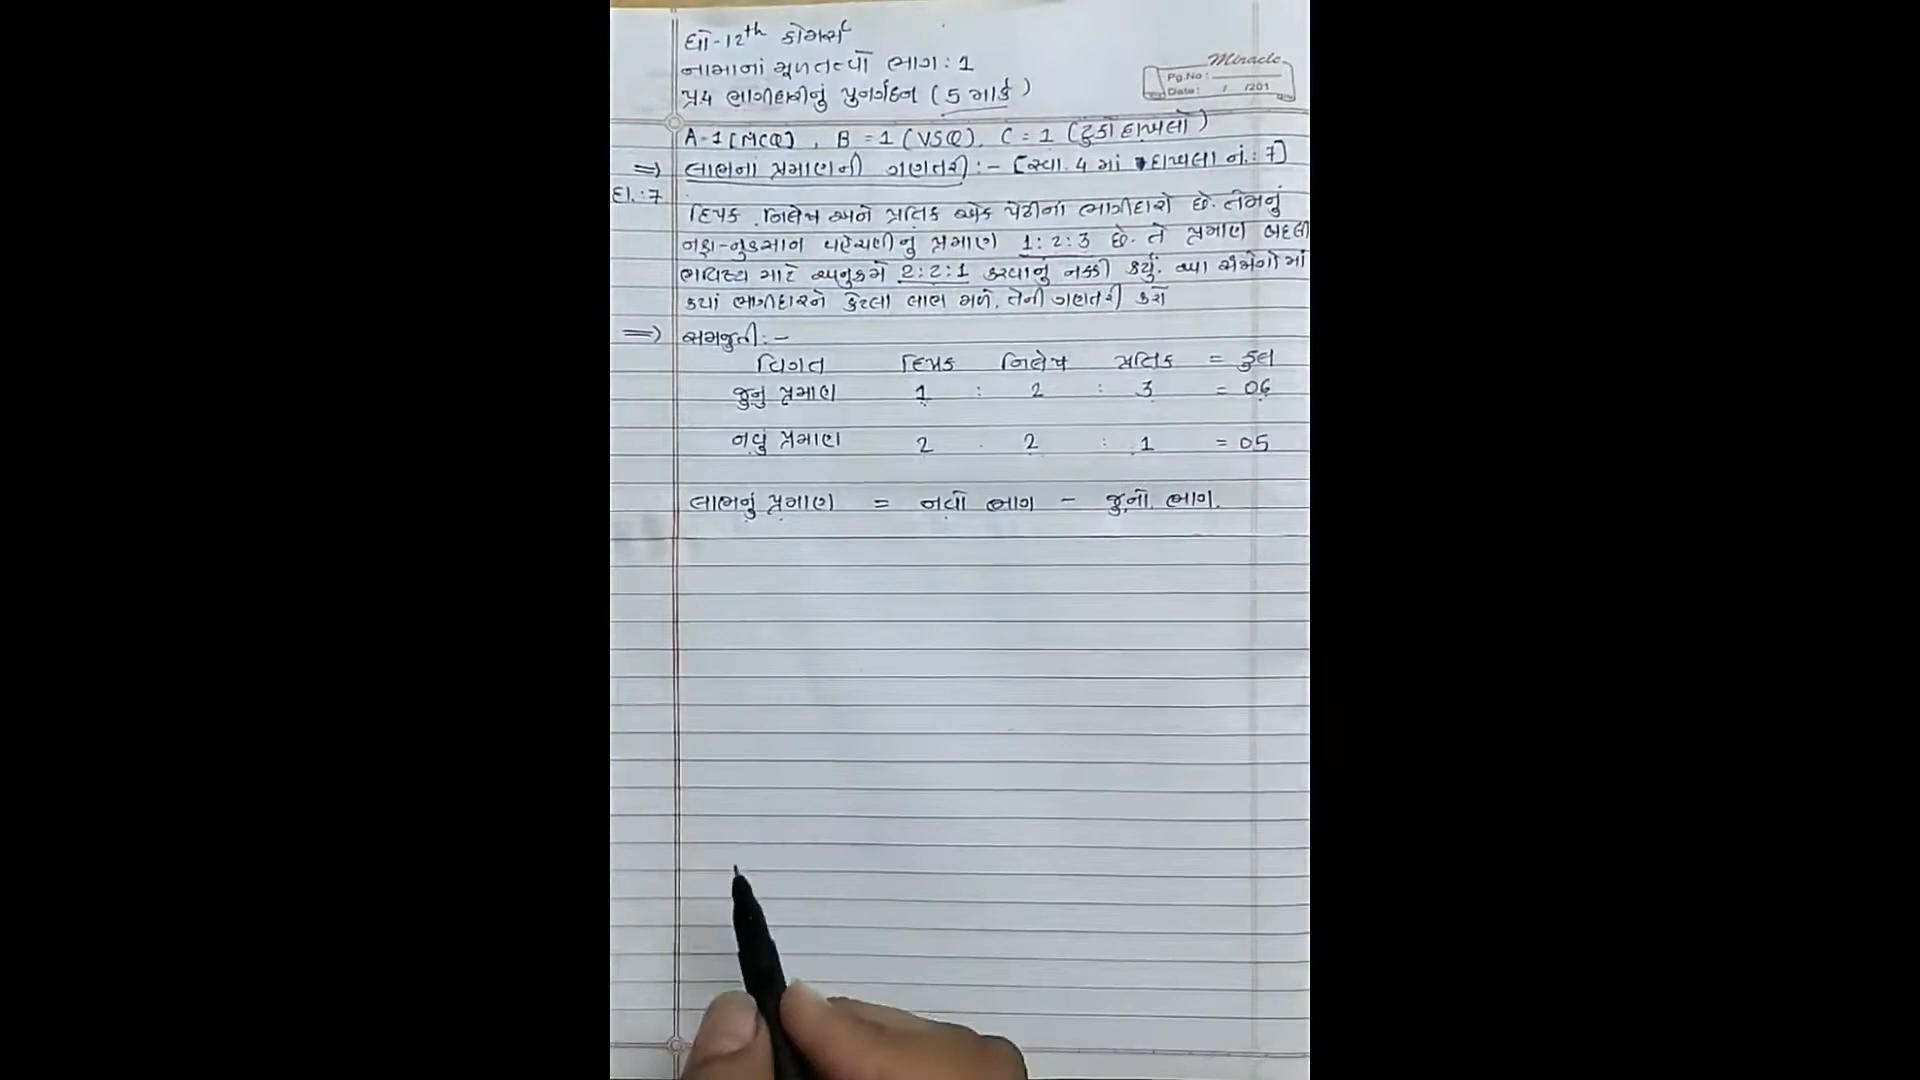 ધો-12th કોમર્સ
નામાનાં મૂળતત્વો ભાગ: 1
પ્ર.4 ભાગીદારીનું પુનર્ગઠન (5 માર્ક)
Miracle
Pg.No:
Date: / /201
A-1[MCQ], B=1(VSQ), C=1 (ટુંકો દાખલો)
=> લાભનાં પ્રમાણની ગણતરી:- [સ્વા. 4 માં દાખલા નં.: 7]
દા.:7
દિપક, નિલેષ અને પ્રતિક એક પેઢીનાં ભાગીદારો છે. તેમનું
નફા-નુકસાન વહેંચણીનું પ્રમાણ 1:2:3 છે. તે પ્રમાણ બદલી
ભવિષ્ય માટે અનુક્રમે 2:2:1 કરવાનું નક્કી કર્યું. આ સંજોગોમાં
ક્યાં ભાગીદારને કેટલા લાભ મળે. તેની ગણતરી કરો
=> સમજુતી:-
વિગત દિપક નિલેષ પ્રતિક = કુલ
જુનુ પ્રમાણ 1 : 2 : 3 = 06
નવું પ્રમાણ 2 . 2 : 1 = 05
લાભનું પ્રમાણ = નવો ભાગ - જુનો ભાગ.